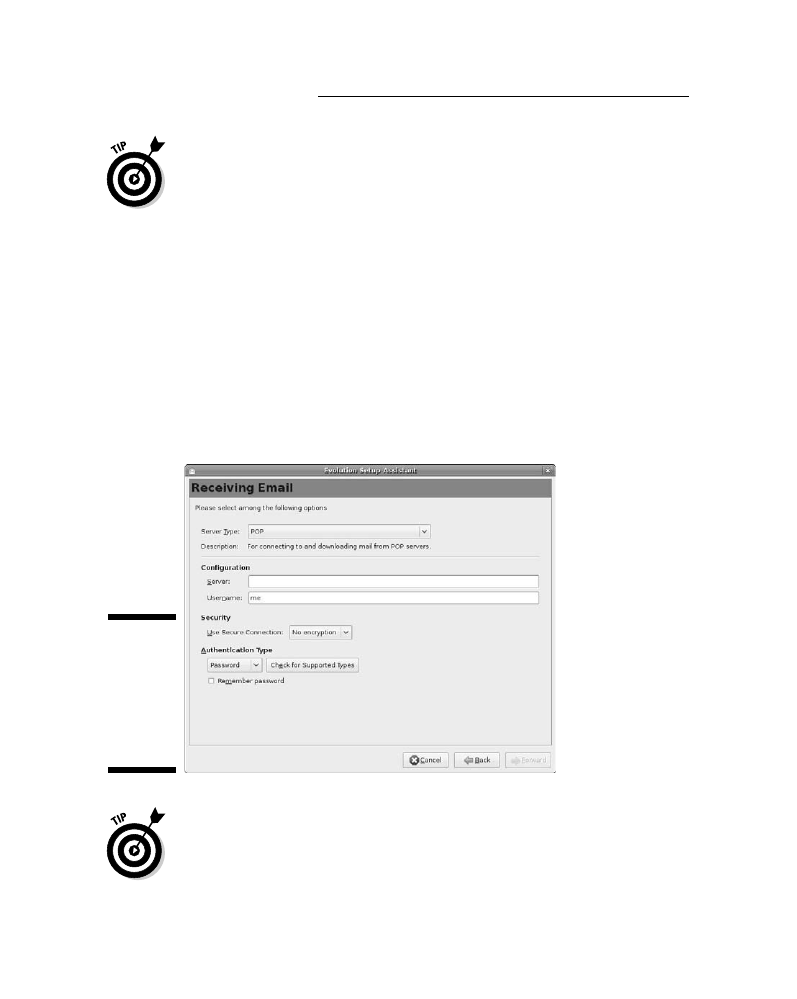 TIP
Evolution Setup Assistant
Receiving Email
Please select among the following options
Server Type: POP
Description: For connecting to and downloading mail from POP servers.
Configuration
Server:
Username: me
Security
Use Secure Connection: No encryption
Authentication Type
Password Check for Supported Types
Remember password
Cancel Back Forward
TIP